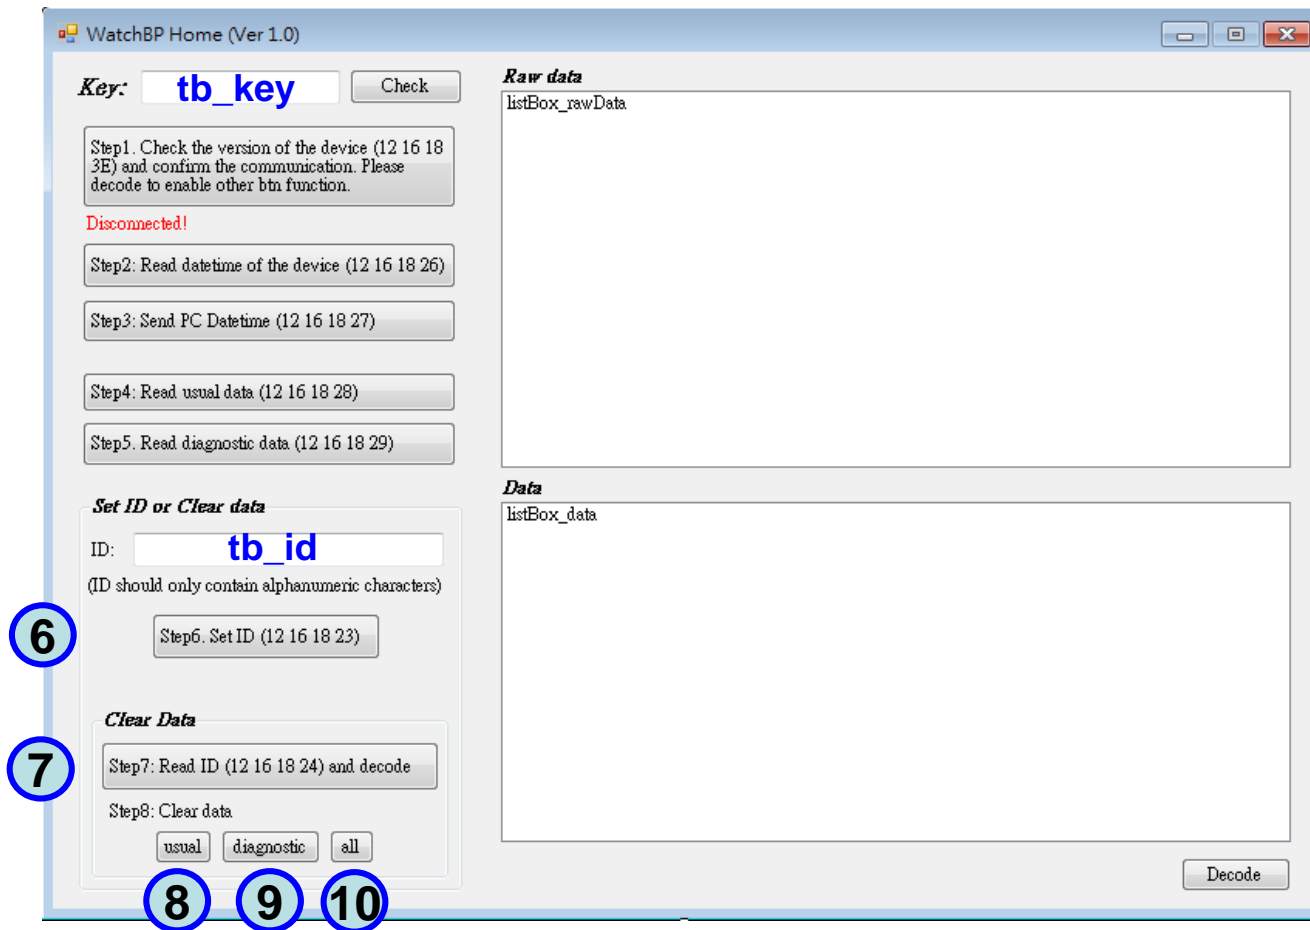 WatchBP Home (Ver 1.0)
Key: tb_key Check
Step1. Check the version of the device (12 16 18
3E) and confirm the communication. Please
decode to enable other btn function.
Disconnected!
Step2: Read datetime of the device (12 16 18 26)
Step3: Send PC Datetime (12 16 18 27)
Step4: Read usual data (12 16 18 28)
Step5. Read diagnostic data (12 16 18 29)
Set ID or Clear data
ID: tb_id
(ID should only contain alphanumeric characters)
6 Step6. Set ID (12 16 18 23)
Clear Data
7 Step7: Read ID (12 16 18 24) and decode
Step8: Clear data
usual diagnostic all
8 9 10
Raw data
listBox_rawData
Data
listBox_data
Decode